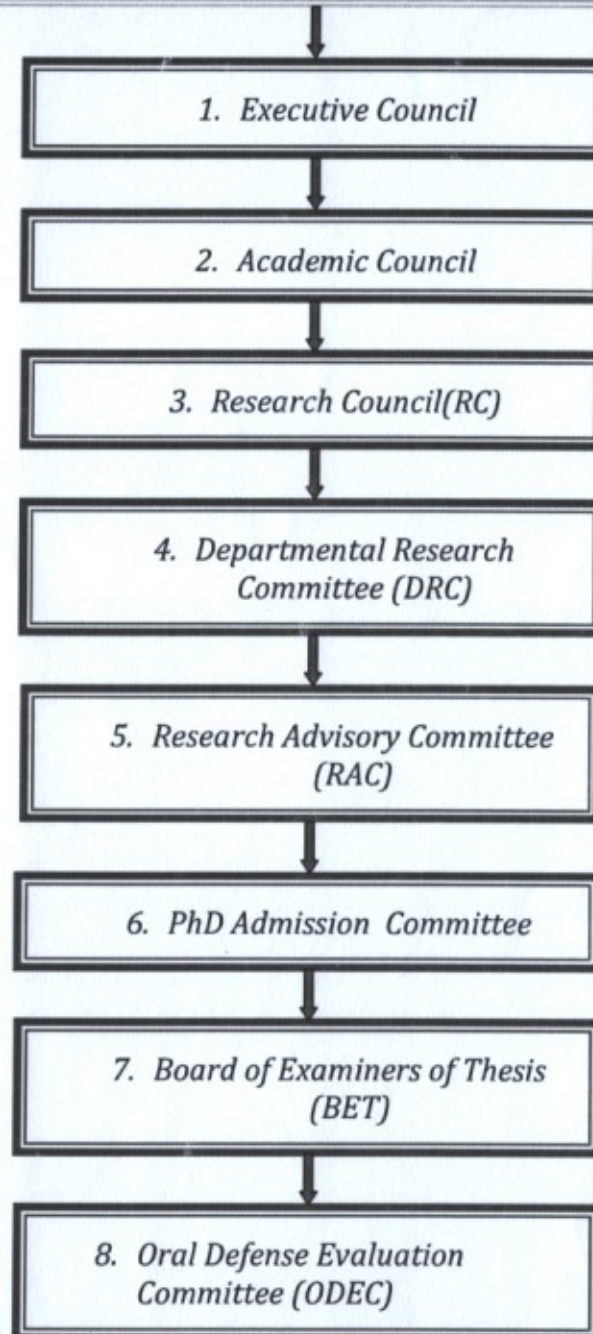 1. Executive Council
2. Academic Council
3. Research Council(RC)
4. Departmental Research
Committee (DRC)
5. Research Advisory Committee
(RAC)
6. PhD Admission Committee
7. Board of Examiners of Thesis
(BET)
8. Oral Defense Evaluation
Committee (ODEC)